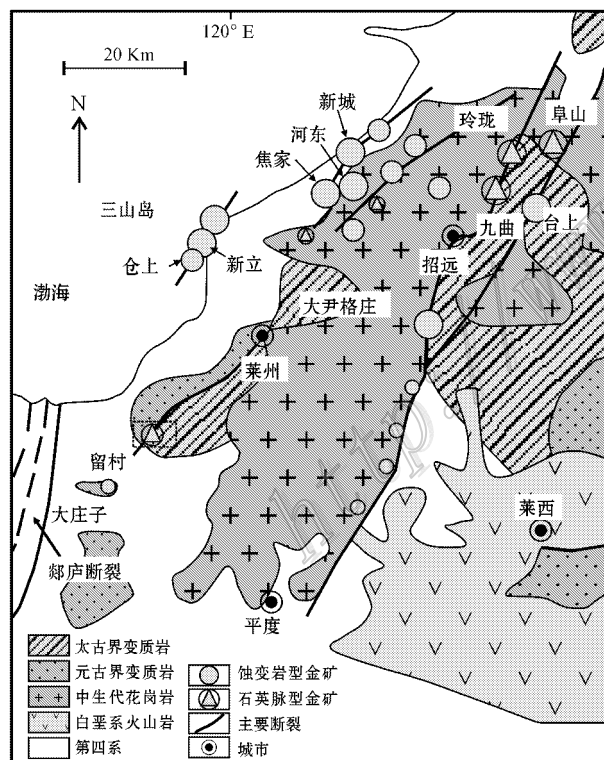 120° E
20 Km
N
新城
玲珑
阜山
河东
焦家
三山岛
九曲
台上
仓上
新立
招远
渤海
大尹格庄
莱州
留村
大庄子
莱西
郯庐断裂
平度
太古界变质岩
元古界变质岩
蚀变岩型金矿
中生代花岗岩
石英脉型金矿
白垩系火山岩
主要断裂
第四系
城市
http://www